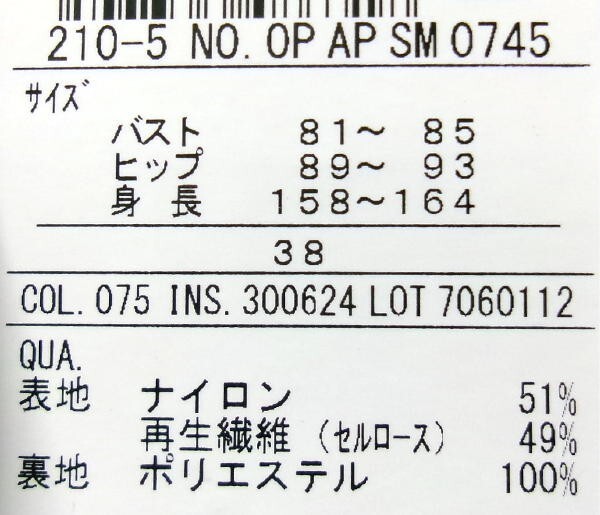 210-5 NO. OP AP SM 0745
サイズ
バスト 81〜 85
ヒップ 89〜 93
身長 158〜164
38
COL. 075 INS. 300624 LOT 7060112
QUA.
表地 ナイロン 51%
再生繊維 (セルロース) 49%
裏地 ポリエステル 100%